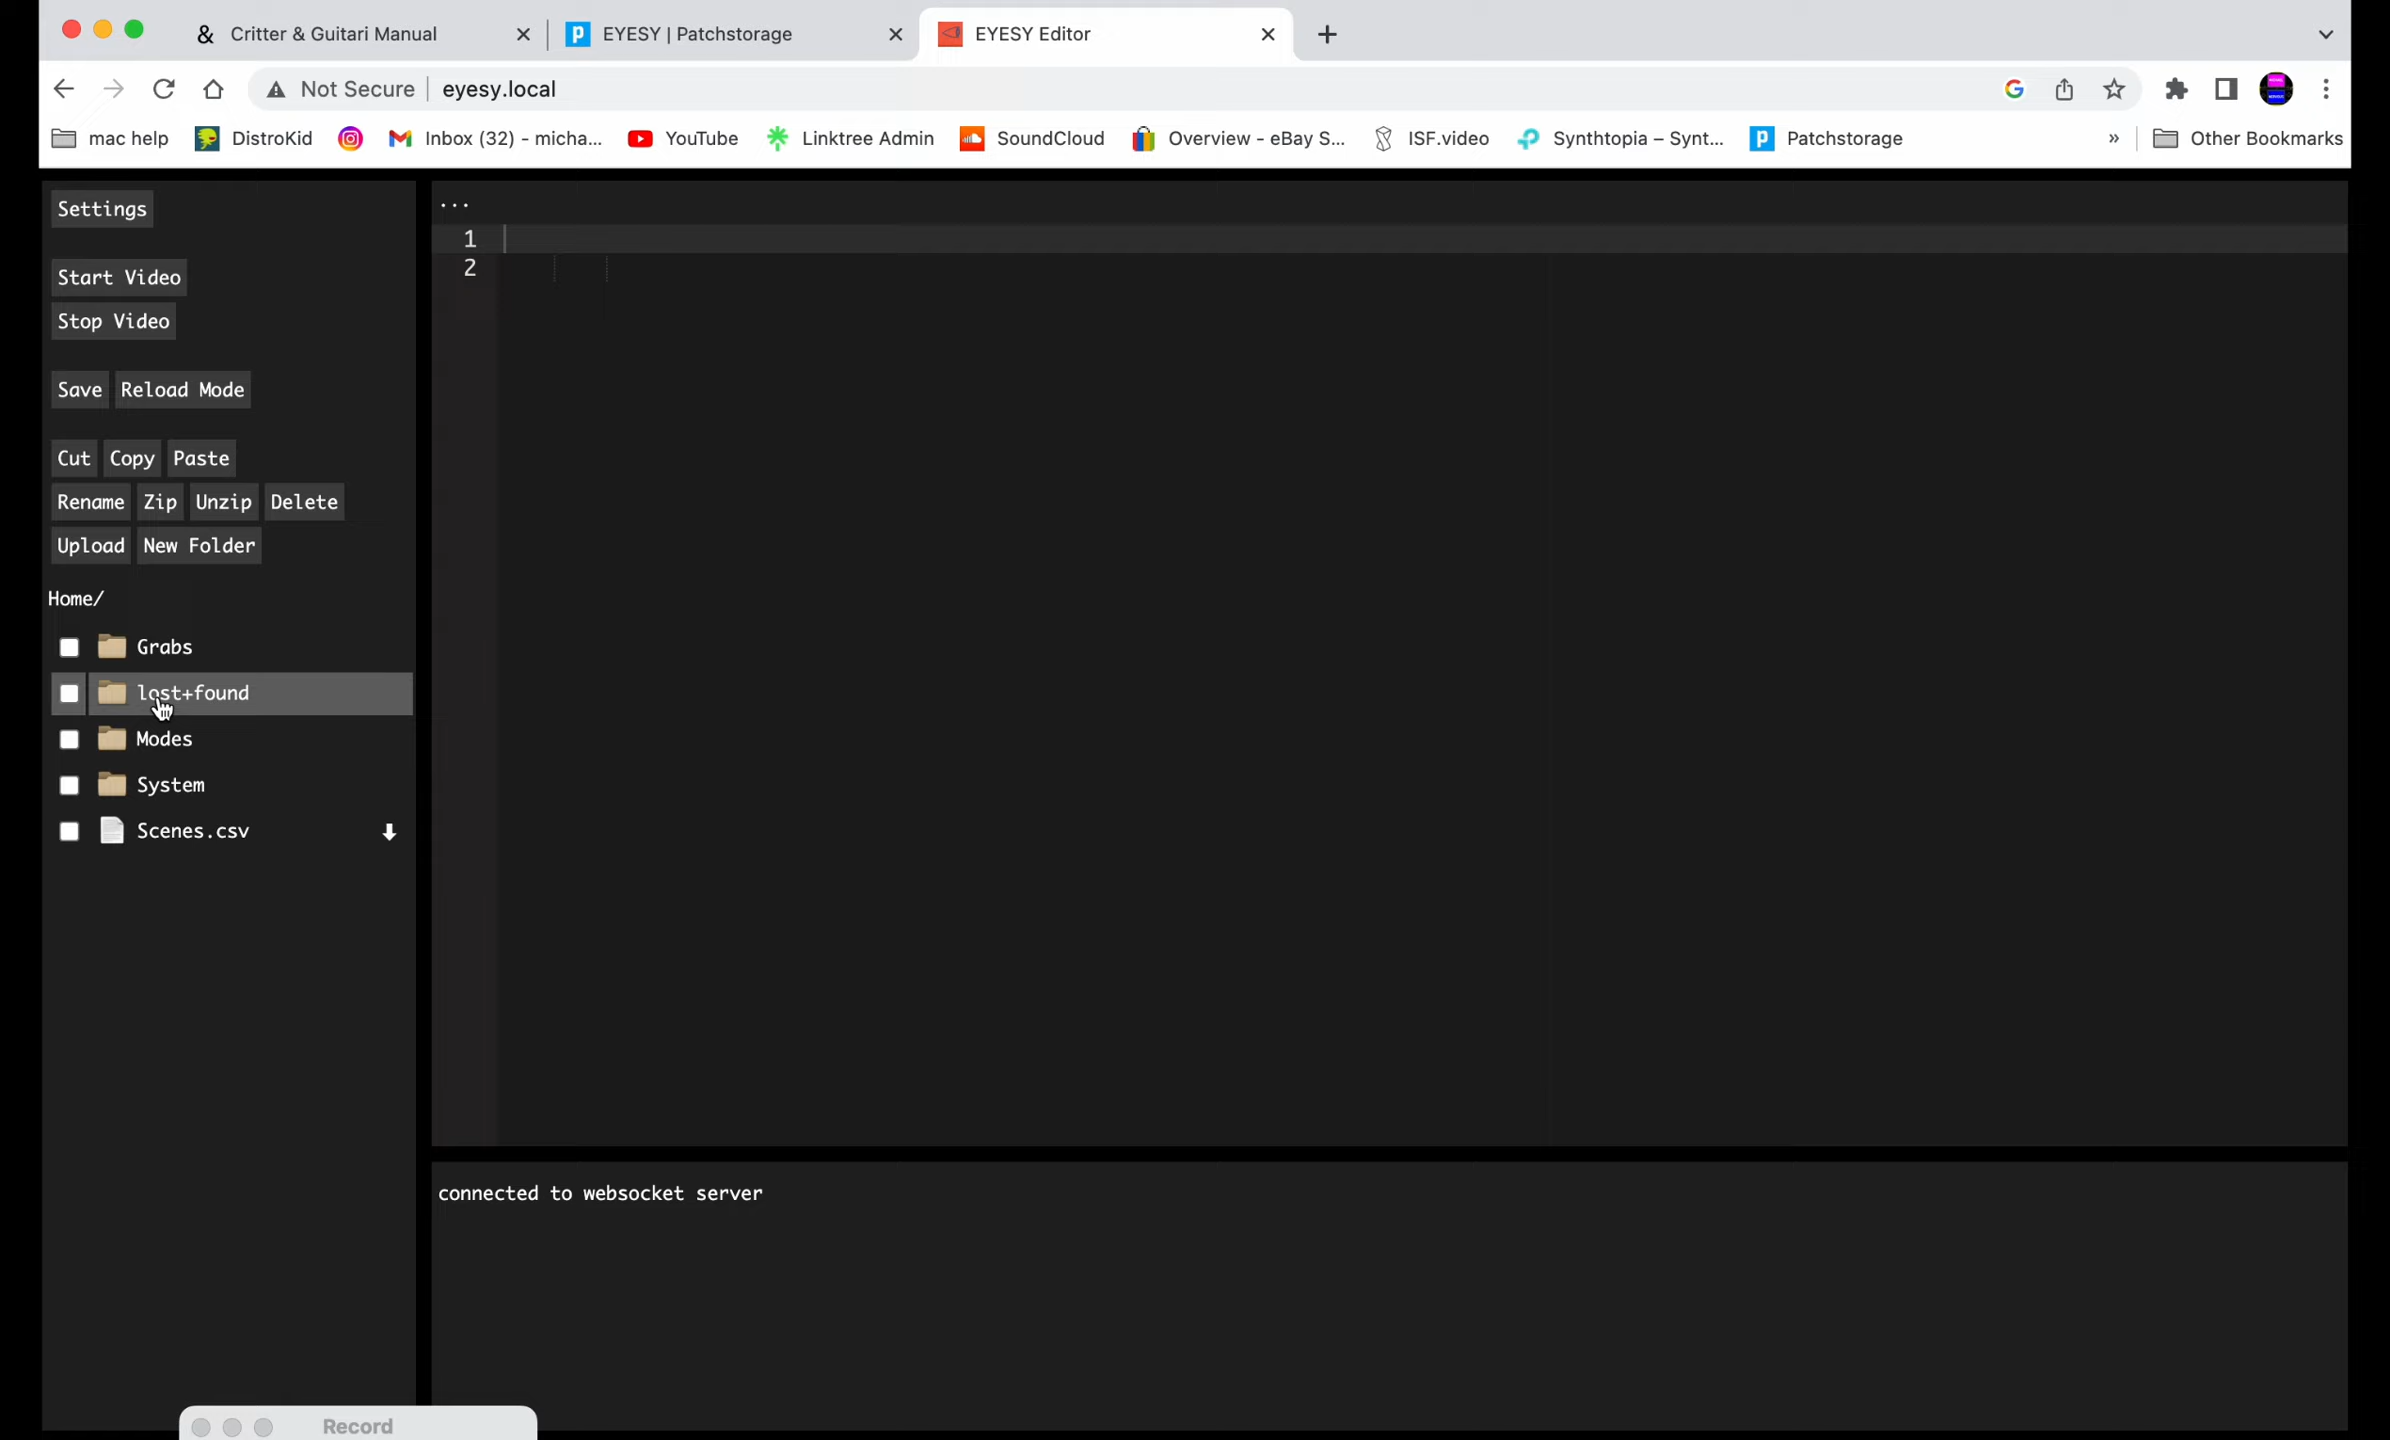 & Critter & Guitari Manual
EYESY | Patchstorage
EYESY Editor
Not Secure
eyesy.local
mac help
DistroKid
Inbox (32) - micha...
YouTube
Linktree Admin
SoundCloud
Overview - eBay S...
ISF.video
Synthtopia – Synt...
Patchstorage
»
Other Bookmarks
Settings
Start Video
Stop Video
Save Reload Mode
Cut Copy Paste
Rename Zip Unzip Delete
Upload New Folder
Home/
Grabs
lost+found
Modes
System
Scenes.csv
...
1
2
connected to websocket server
Record